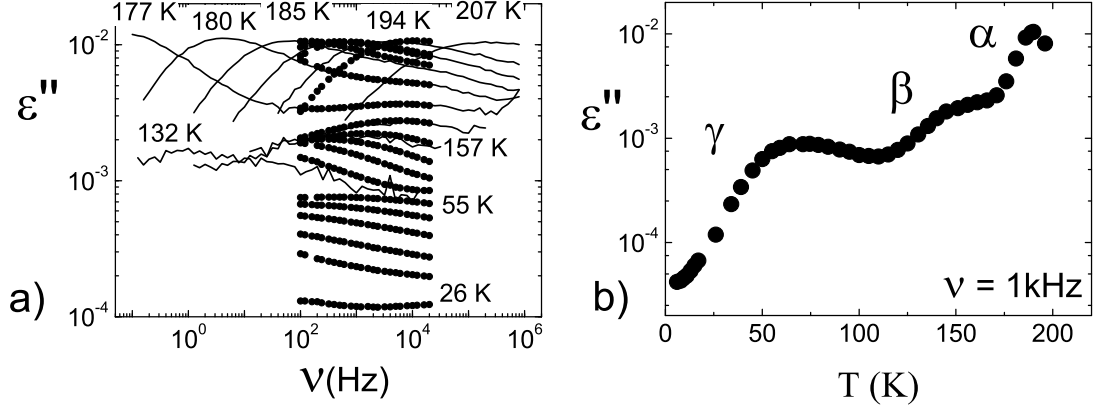 177 K
180 K
185 K
194 K
207 K
10⁻²
ε''
132 K
157 K
10⁻³
55 K
26 K
10⁻⁴
a)
10⁰
10²
10⁴
10⁶
ν(Hz)
10⁻²
α
β
ε''
10⁻³
γ
10⁻⁴
b)
ν = 1kHz
0
50
100
150
200
T (K)